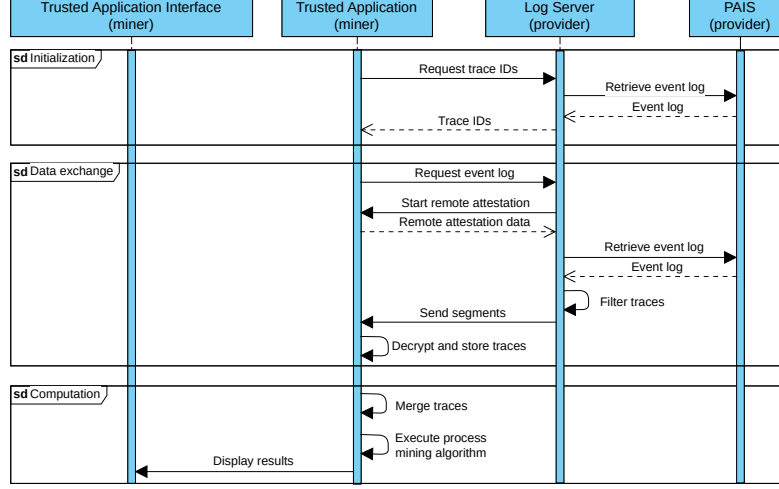 Trusted Application Interface
(miner)
Trusted Application
(miner)
Log Server
(provider)
PAIS
(provider)
sd Initialization
Request trace IDs
Retrieve event log
Event log
Trace IDs
sd Data exchange
Request event log
Start remote attestation
Remote attestation data
Retrieve event log
Event log
Filter traces
Send segments
Decrypt and store traces
sd Computation
Merge traces
Execute process
mining algorithm
Display results